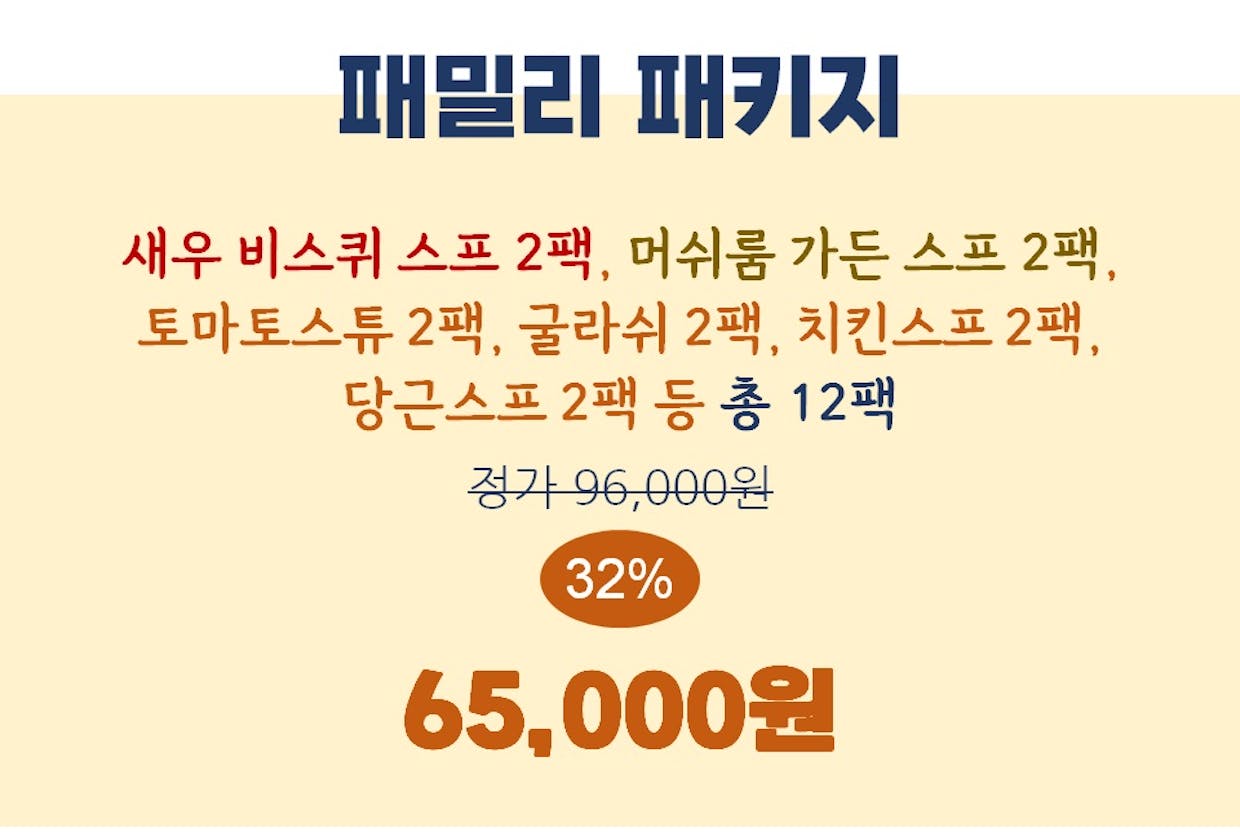 패밀리 패키지
새우 비스퀴 스프 2팩, 머쉬룸 가든 스프 2팩,
토마토스튜 2팩, 굴라쉬 2팩, 치킨스프 2팩,
당근스프 2팩 등 총 12팩
정가 96,000원
32%
65,000원